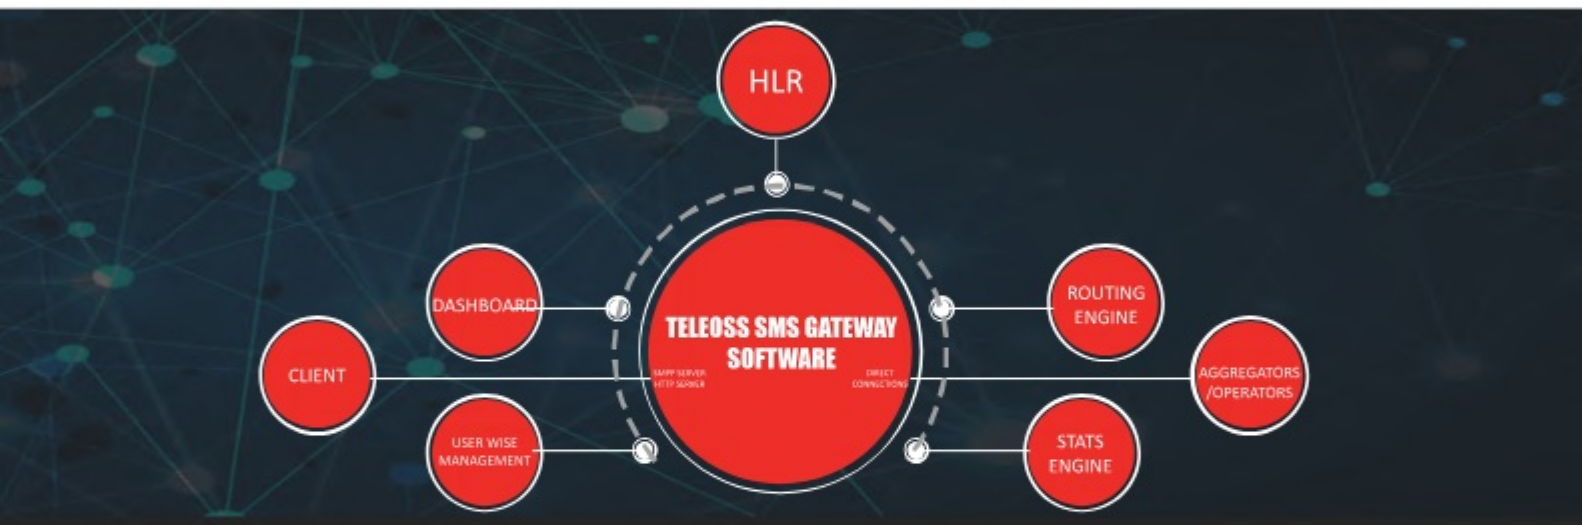 HLR
DASHBOARD
ROUTING
ENGINE
TELEOSS SMS GATEWAY
SOFTWARE
CLIENT
SMPP SERVER
HTTP SERVER
DIRECT
CONNECTIONS
AGGREGATORS
/OPERATORS
USER WISE
MANAGEMENT
STATS
ENGINE